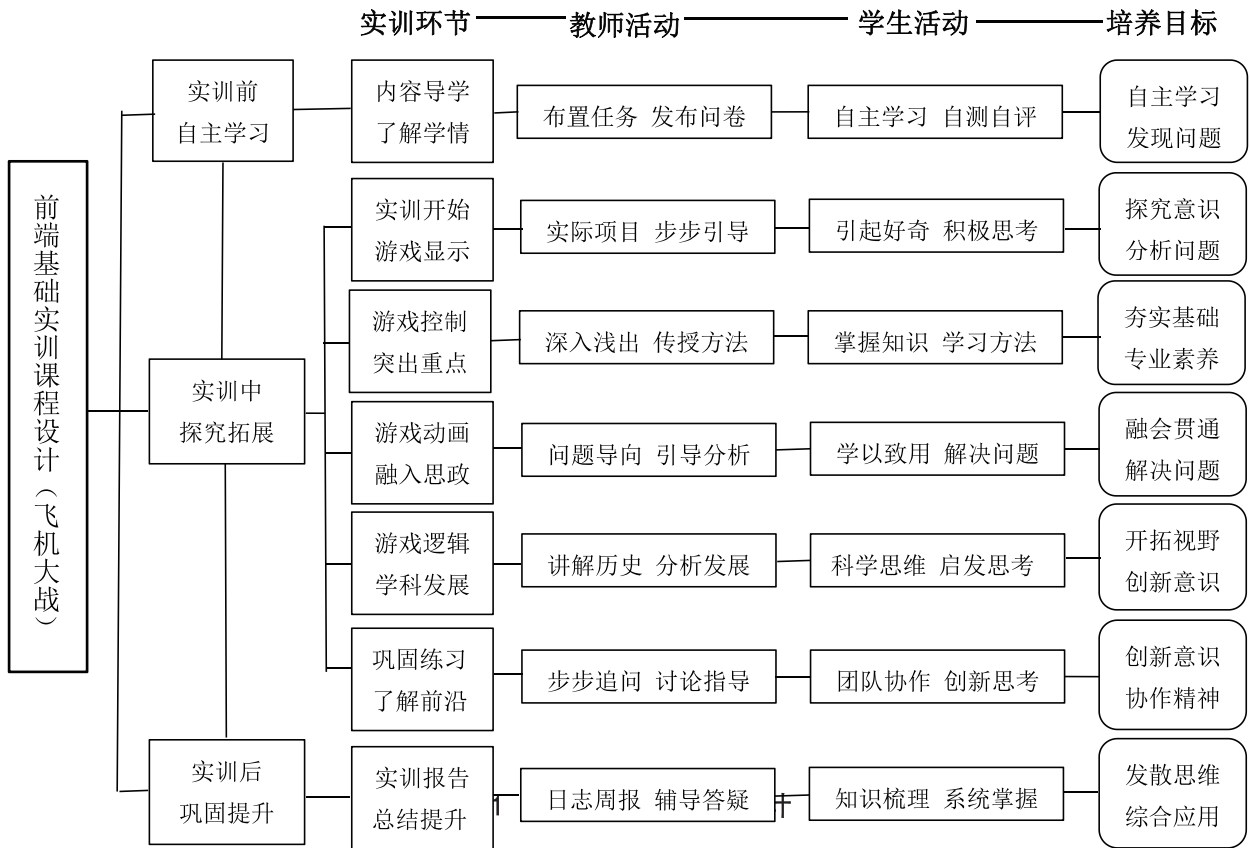 实训环节 教师活动 学生活动 培养目标
前端基础实训课程设计（飞机大战）
实训前
自主学习
内容导学
了解学情
布置任务 发布问卷
自主学习 自测自评
自主学习
发现问题
实训中
探究拓展
实训开始
游戏显示
实际项目 步步引导
引起好奇 积极思考
探究意识
分析问题
游戏控制
突出重点
深入浅出 传授方法
掌握知识 学习方法
夯实基础
专业素养
游戏动画
融入思政
问题导向 引导分析
学以致用 解决问题
融会贯通
解决问题
游戏逻辑
学科发展
讲解历史 分析发展
科学思维 启发思考
开拓视野
创新意识
巩固练习
了解前沿
步步追问 讨论指导
团队协作 创新思考
创新意识
协作精神
实训后
巩固提升
实训报告
总结提升
日志周报 辅导答疑
知识梳理 系统掌握
发散思维
综合应用